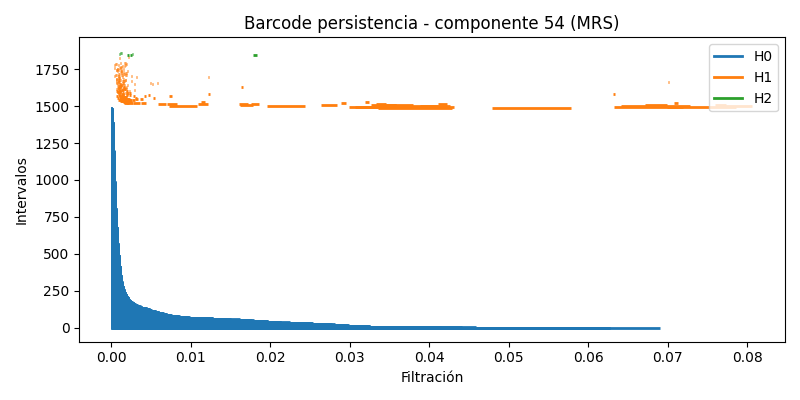 Barcode persistencia - componente 54 (MRS)
H0
H1
H2
Intervalos
1750
1500
1250
1000
750
500
250
0
0.00 0.01 0.02 0.03 0.04 0.05 0.06 0.07 0.08
Filtración